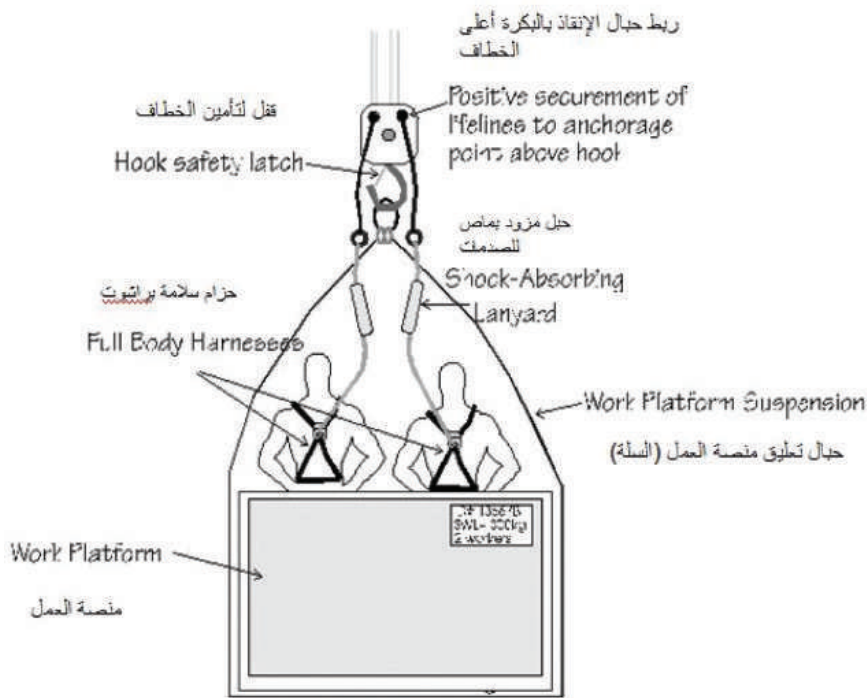 ربط حبال الإنقاذ بالبكرة أعلى
الخطاف
Positive securement of
lifelines to anchorage
point above hook
قفل لتأمين الخطاف
Hook safety latch
حبل مزود بماص
للصدمات
Shock-Absorbing
Lanyard
حزام سلامة براشوت
Full Body Harnesses
Work Platform Suspension
حبال تعليق منصة العمل (السلة)
2 workers
Work Platform
منصة العمل